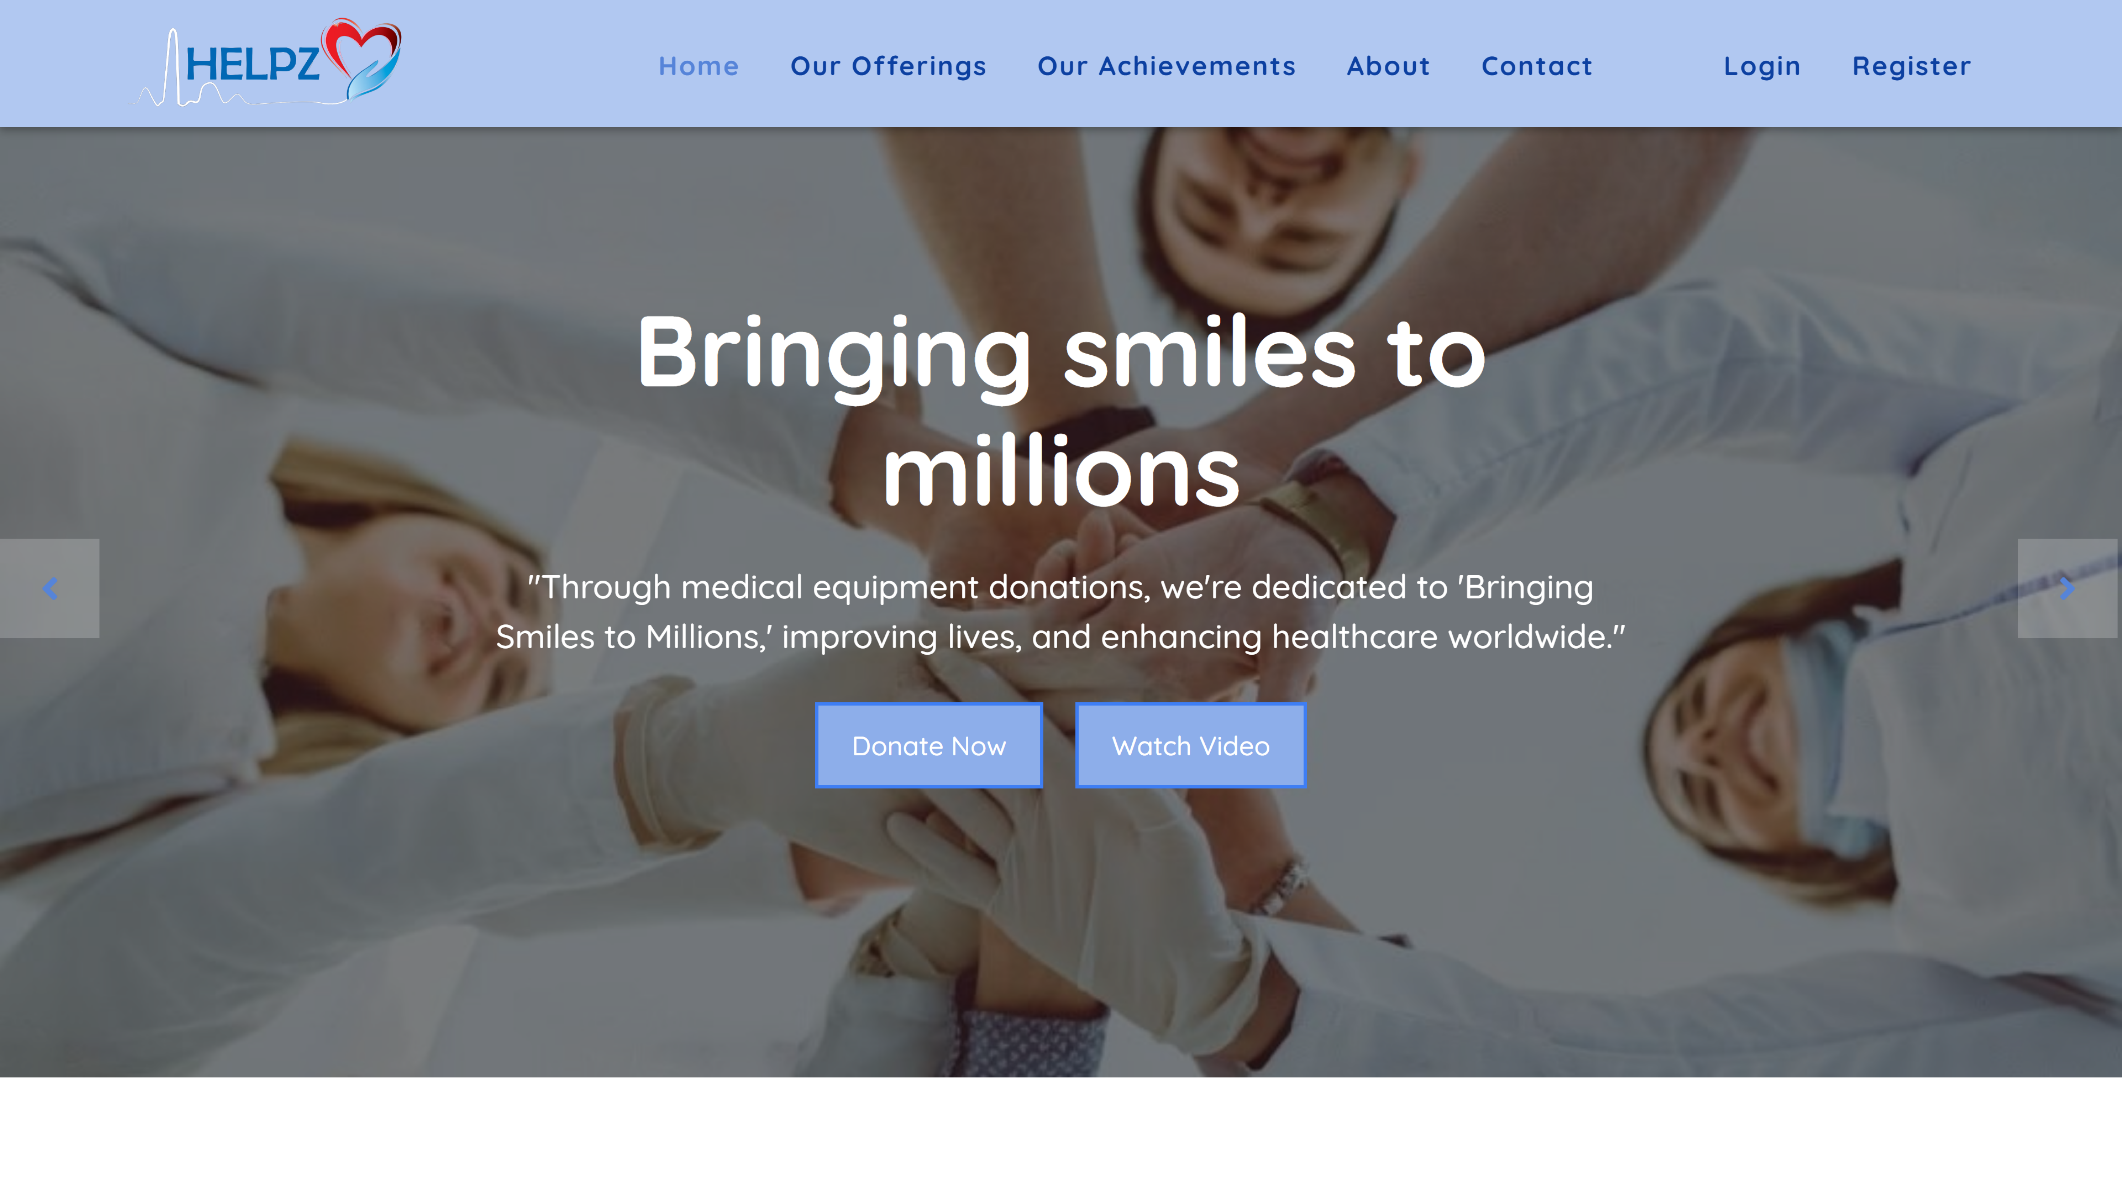 HELPZ
Home
Our Offerings
Our Achievements
About
Contact
Login
Register
Bringing smiles to
millions
"Through medical equipment donations, we're dedicated to 'Bringing
Smiles to Millions,' improving lives, and enhancing healthcare worldwide."
Donate Now
Watch Video